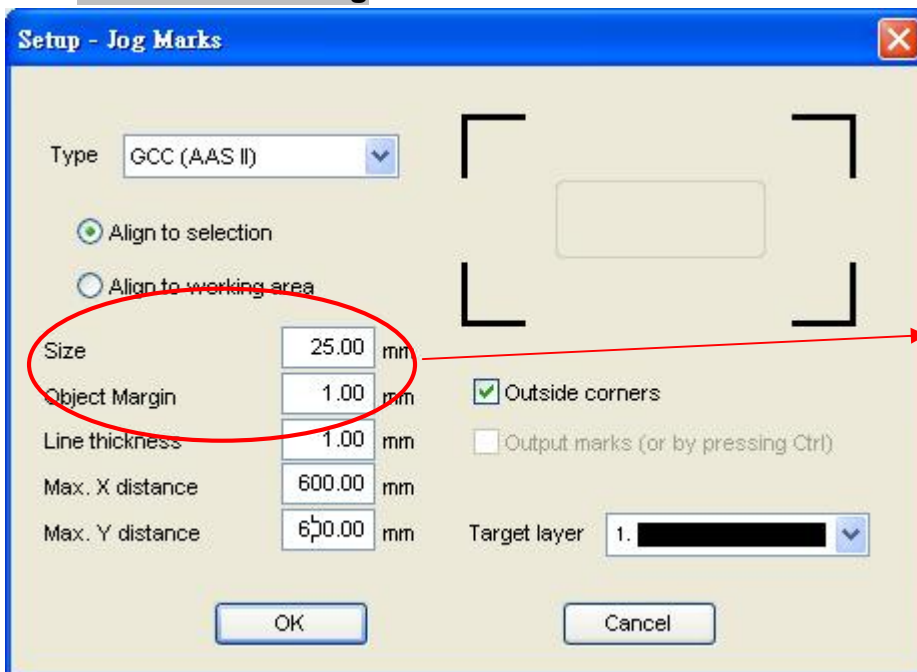 Setup - Jog Marks
Type GCC (AAS II)
Align to selection
Align to working area
Size 25.00 mm
Object Margin 1.00 mm
Outside corners
Line thickness 1.00 mm
Output marks (or by pressing Ctrl)
Max. X distance 600.00 mm
Max. Y distance 600.00 mm
Target layer 1.
OK Cancel